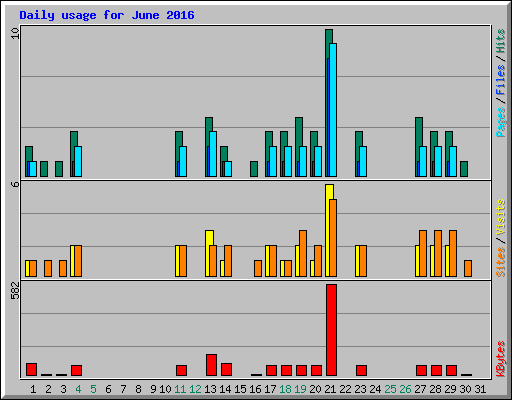 Daily usage for June 2016
10
6
582
Pages / Files / Hits
Sites / Visits
KBytes
1 2 3 4 5 6 7 8 9 10 11 12 13 14 15 16 17 18 19 20 21 22 23 24 25 26 27 28 29 30 31